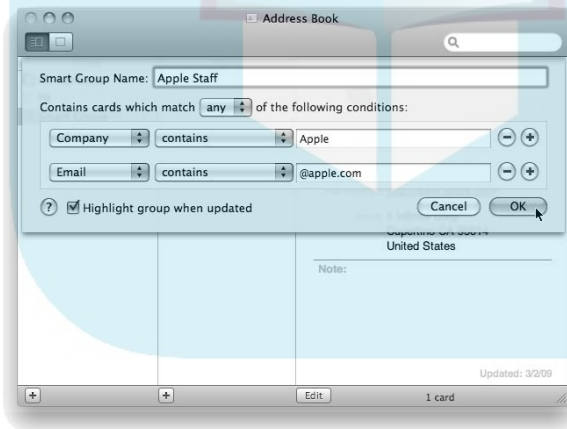 Address Book
Smart Group Name: Apple Staff
Contains cards which match any of the following conditions:
Company contains Apple
Email contains @apple.com
? Highlight group when updated Cancel OK
United States
Note:
Updated: 3/2/09
+ + Edit 1 card